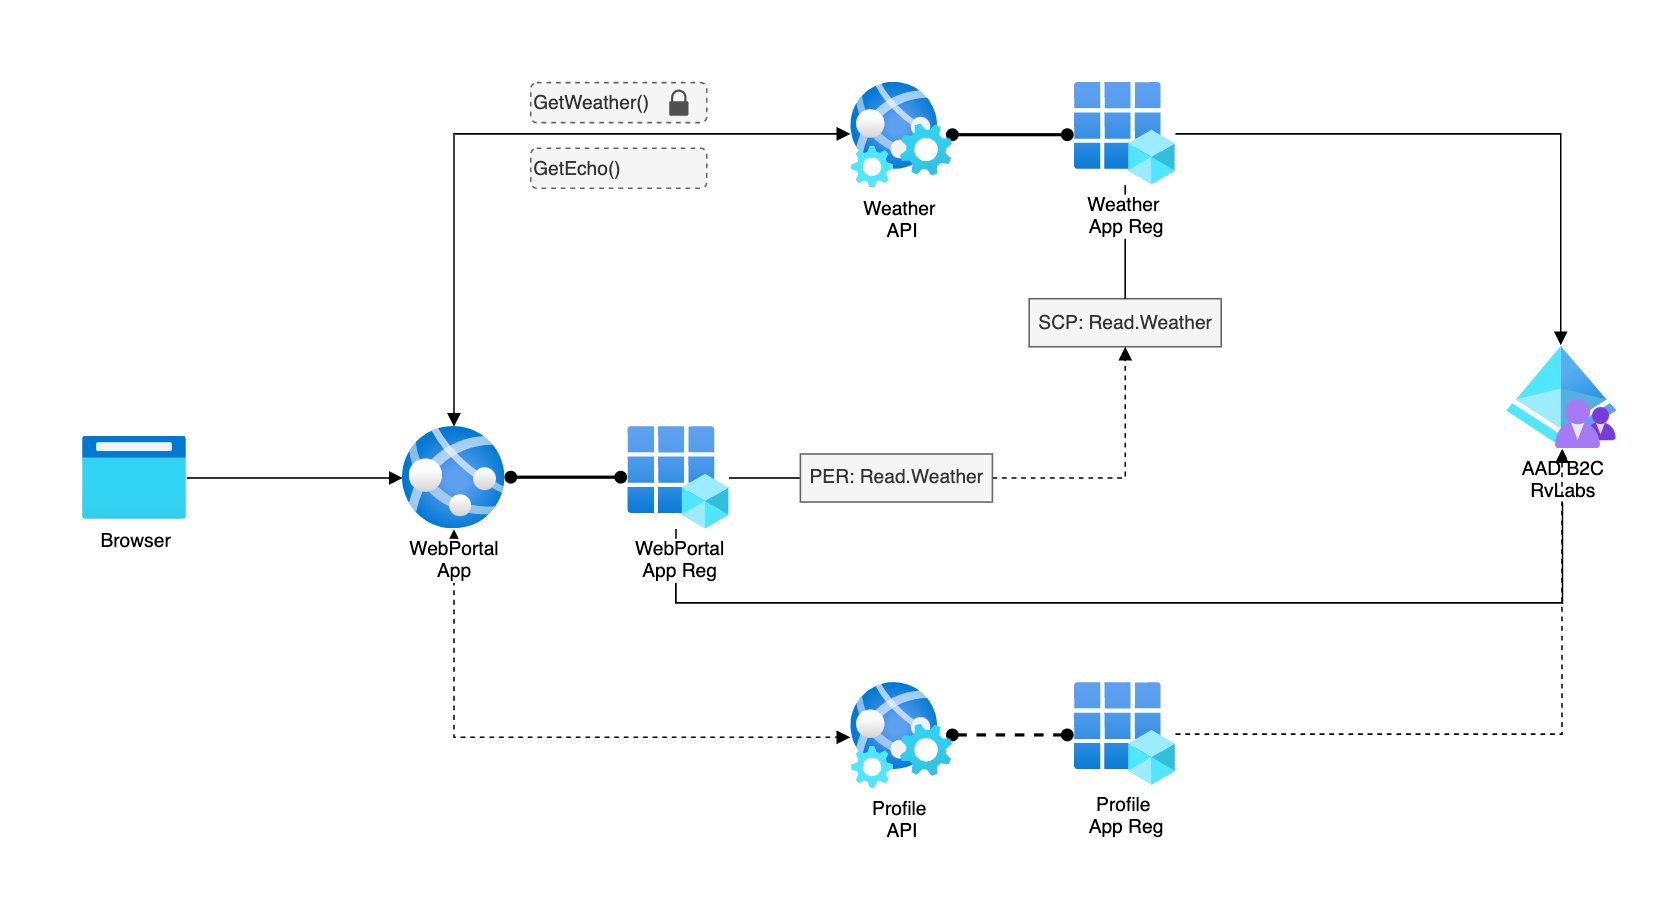 GetWeather()
GetEcho()
Weather
API
Weather
App Reg
SCP: Read.Weather
PER: Read.Weather
AAD B2C
RvLabs
Browser
WebPortal
App
WebPortal
App Reg
Profile
API
Profile
App Reg